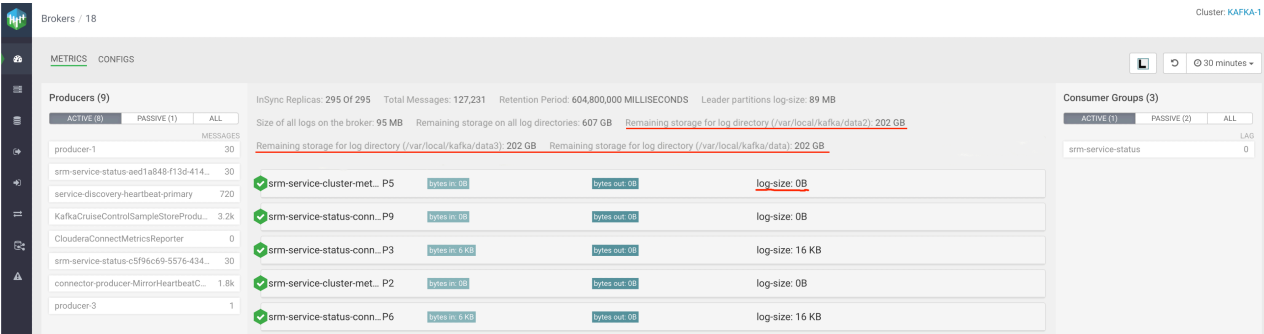 Brokers / 18
Cluster: KAFKA-1
METRICS CONFIGS
L 30 minutes
Producers (9)
ACTIVE (8) PASSIVE (1) ALL
MESSAGES
producer-1 30
srm-service-status-aed1a848-f13d-414... 30
service-discovery-heartbeat-primary 720
KafkaCruiseControlSampleStoreProdu... 3.2k
ClouderaConnectMetricsReporter 0
srm-service-status-c5f96c69-5576-434... 30
connector-producer-MirrorHeartbeatC... 1.8k
producer-3 1
InSync Replicas: 295 Of 295 Total Messages: 127,231 Retention Period: 604,800,000 MILLISECONDS Leader partitions log-size: 89 MB
Size of all logs on the broker: 95 MB Remaining storage on all log directories: 607 GB Remaining storage for log directory (/var/local/kafka/data2): 202 GB
Remaining storage for log directory (/var/local/kafka/data3): 202 GB Remaining storage for log directory (/var/local/kafka/data): 202 GB
srm-service-cluster-met... P5 bytes in: 0B bytes out: 0B log-size: 0B
srm-service-status-conn... P9 bytes in: 0B bytes out: 0B log-size: 0B
srm-service-status-conn... P3 bytes in: 6 KB bytes out: 0B log-size: 16 KB
srm-service-cluster-met... P2 bytes in: 0B bytes out: 0B log-size: 0B
srm-service-status-conn... P6 bytes in: 6 KB bytes out: 0B log-size: 16 KB
Consumer Groups (3)
ACTIVE (1) PASSIVE (2) ALL
LAG
srm-service-status 0